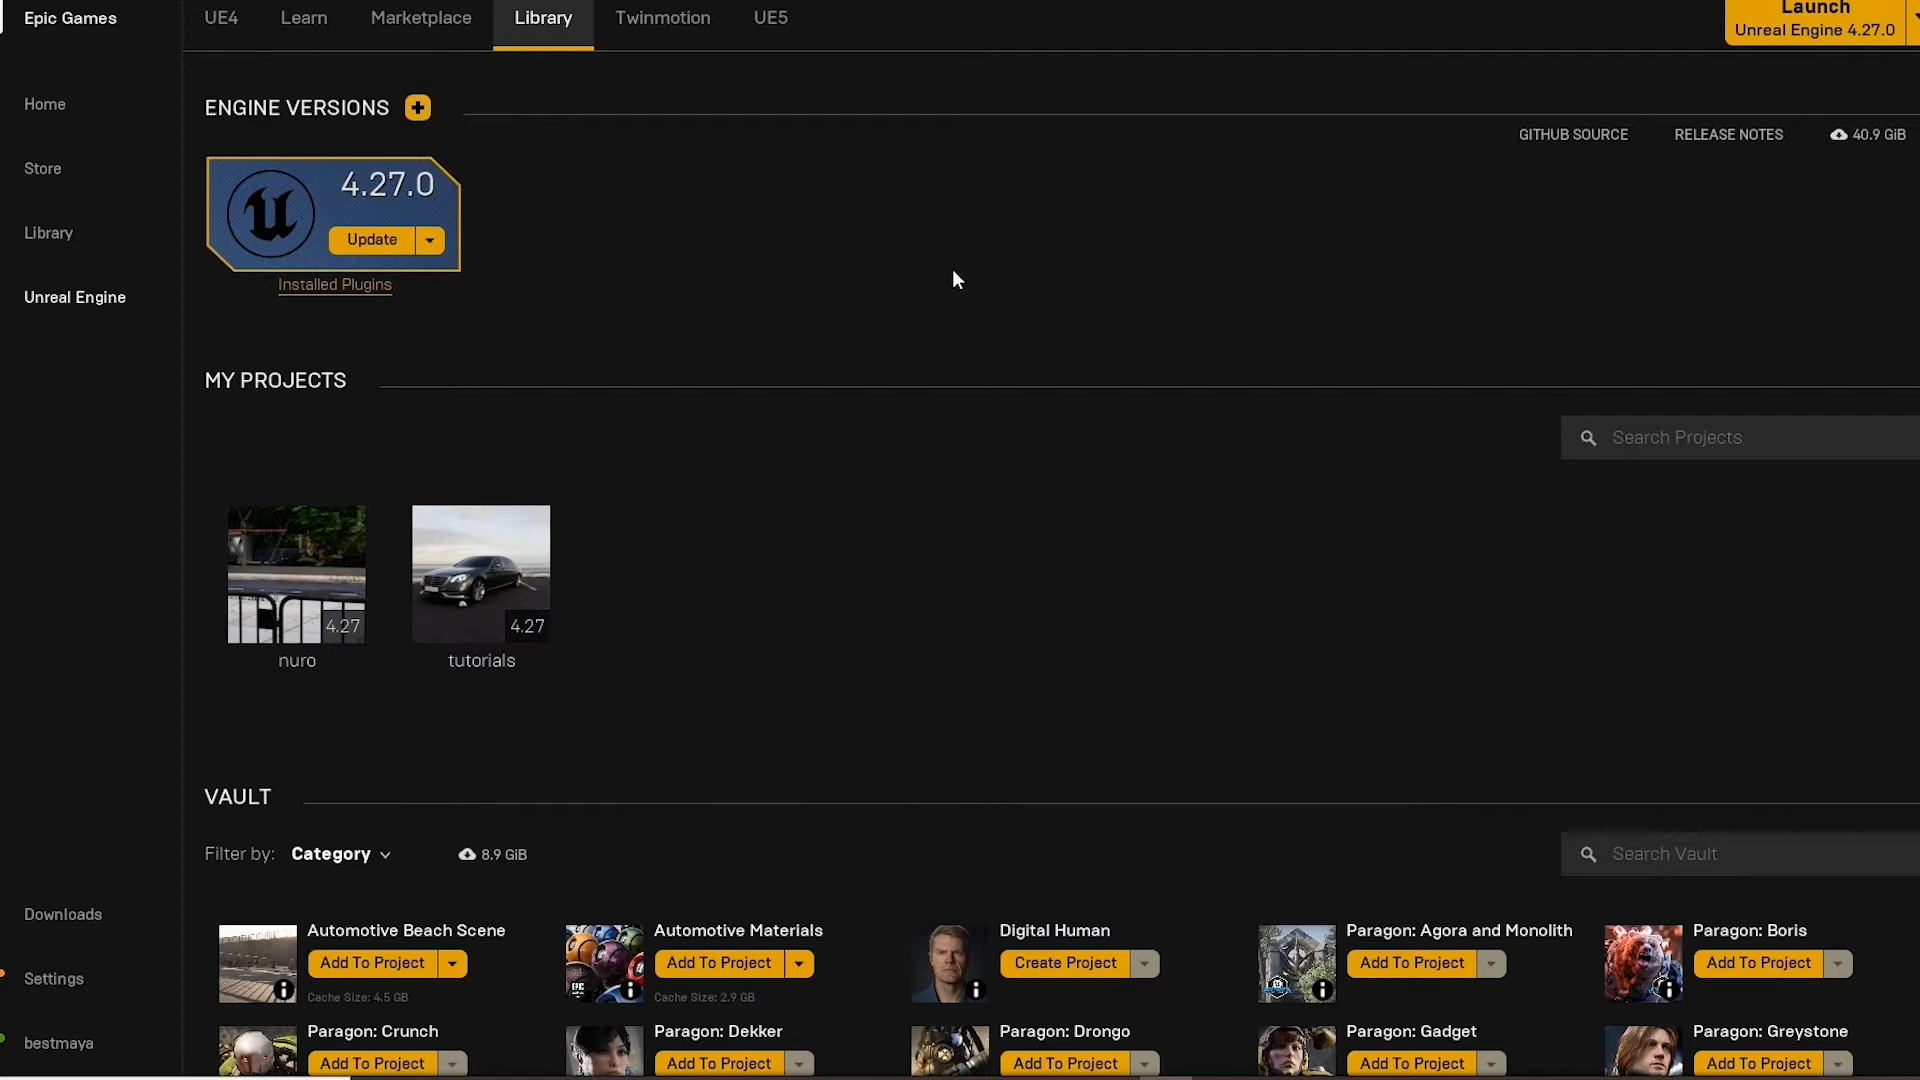 Epic Games
UE4
Learn
Marketplace
Library
Twinmotion
UE5
Launch
Unreal Engine 4.27.0
Home
Store
Library
Unreal Engine
Downloads
Settings
bestmaya
ENGINE VERSIONS
GITHUB SOURCE
RELEASE NOTES
40.9 GiB
4.27.0
Update
Installed Plugins
MY PROJECTS
Search Projects
4.27
nuro
4.27
tutorials
VAULT
Filter by: Category
8.9 GiB
Search Vault
Automotive Beach Scene
Add To Project
Cache Size: 4.5 GB
Automotive Materials
Add To Project
Cache Size: 2.9 GB
Digital Human
Create Project
Paragon: Agora and Monolith
Add To Project
Paragon: Boris
Add To Project
Paragon: Crunch
Add To Project
Paragon: Dekker
Add To Project
Paragon: Drongo
Add To Project
Paragon: Gadget
Add To Project
Paragon: Greystone
Add To Project